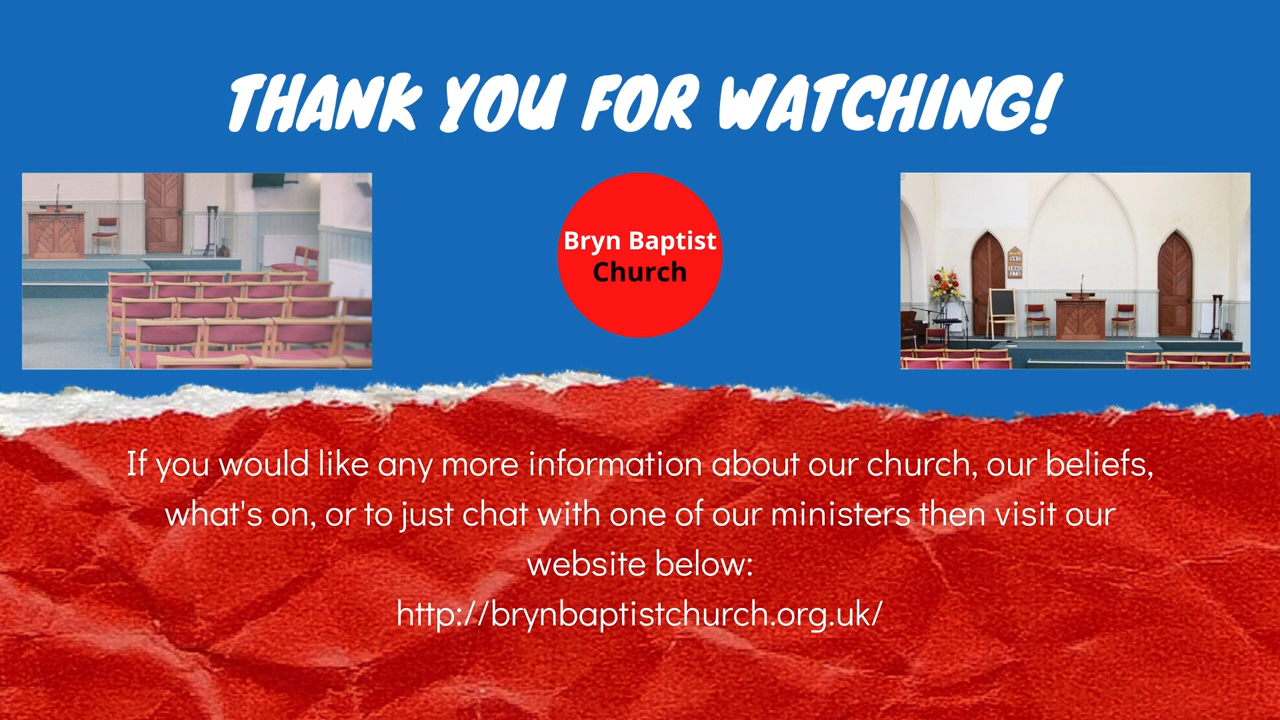 THANK YOU FOR WATCHING!
Bryn Baptist
Church
If you would like any more information about our church, our beliefs,
what's on, or to just chat with one of our ministers then visit our
website below:
http://brynbaptistchurch.org.uk/